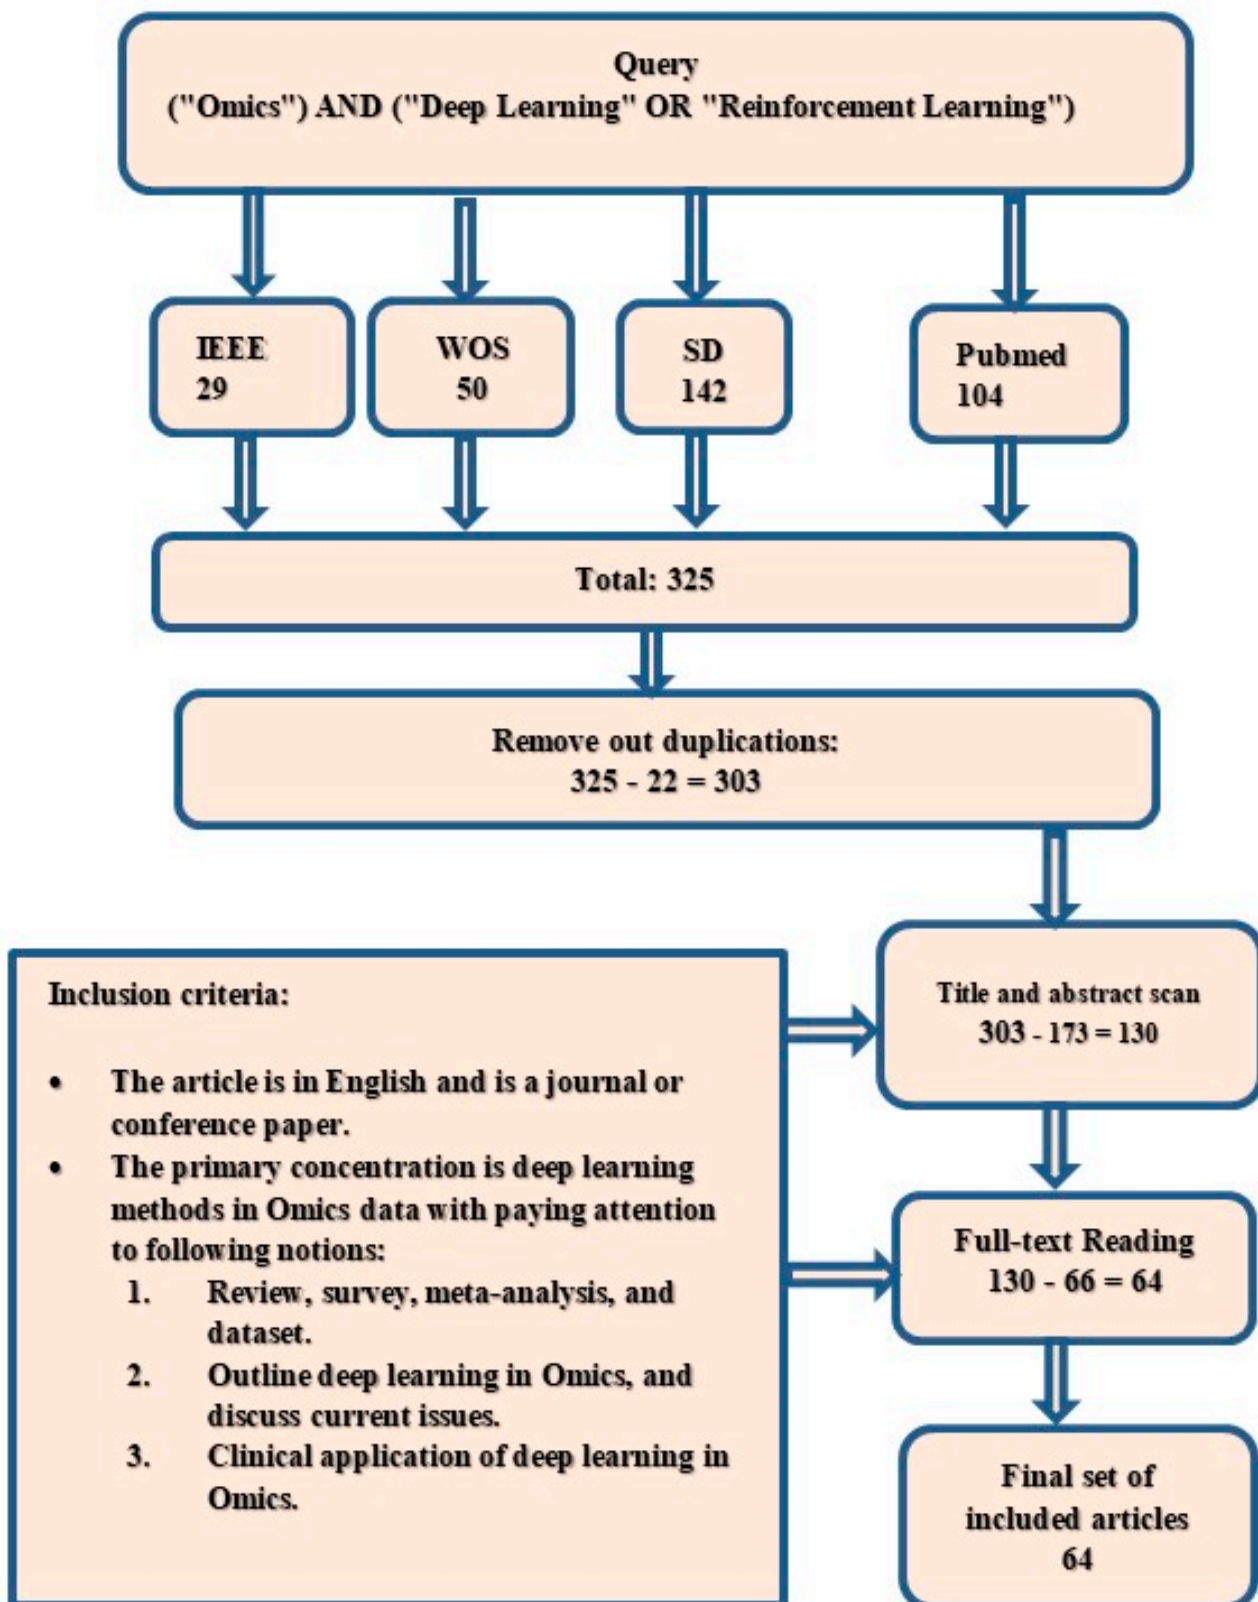 Query
("Omics") AND ("Deep Learning" OR "Reinforcement Learning")
IEEE
29
WOS
50
SD
142
Pubmed
104
Total: 325
Remove out duplications:
325 - 22 = 303
Title and abstract scan
303 - 173 = 130
Inclusion criteria:
• The article is in English and is a journal or
conference paper.
• The primary concentration is deep learning
methods in Omics data with paying attention
to following notions:
1. Review, survey, meta-analysis, and
dataset.
2. Outline deep learning in Omics, and
discuss current issues.
3. Clinical application of deep learning in
Omics.
Full-text Reading
130 - 66 = 64
Final set of
included articles
64